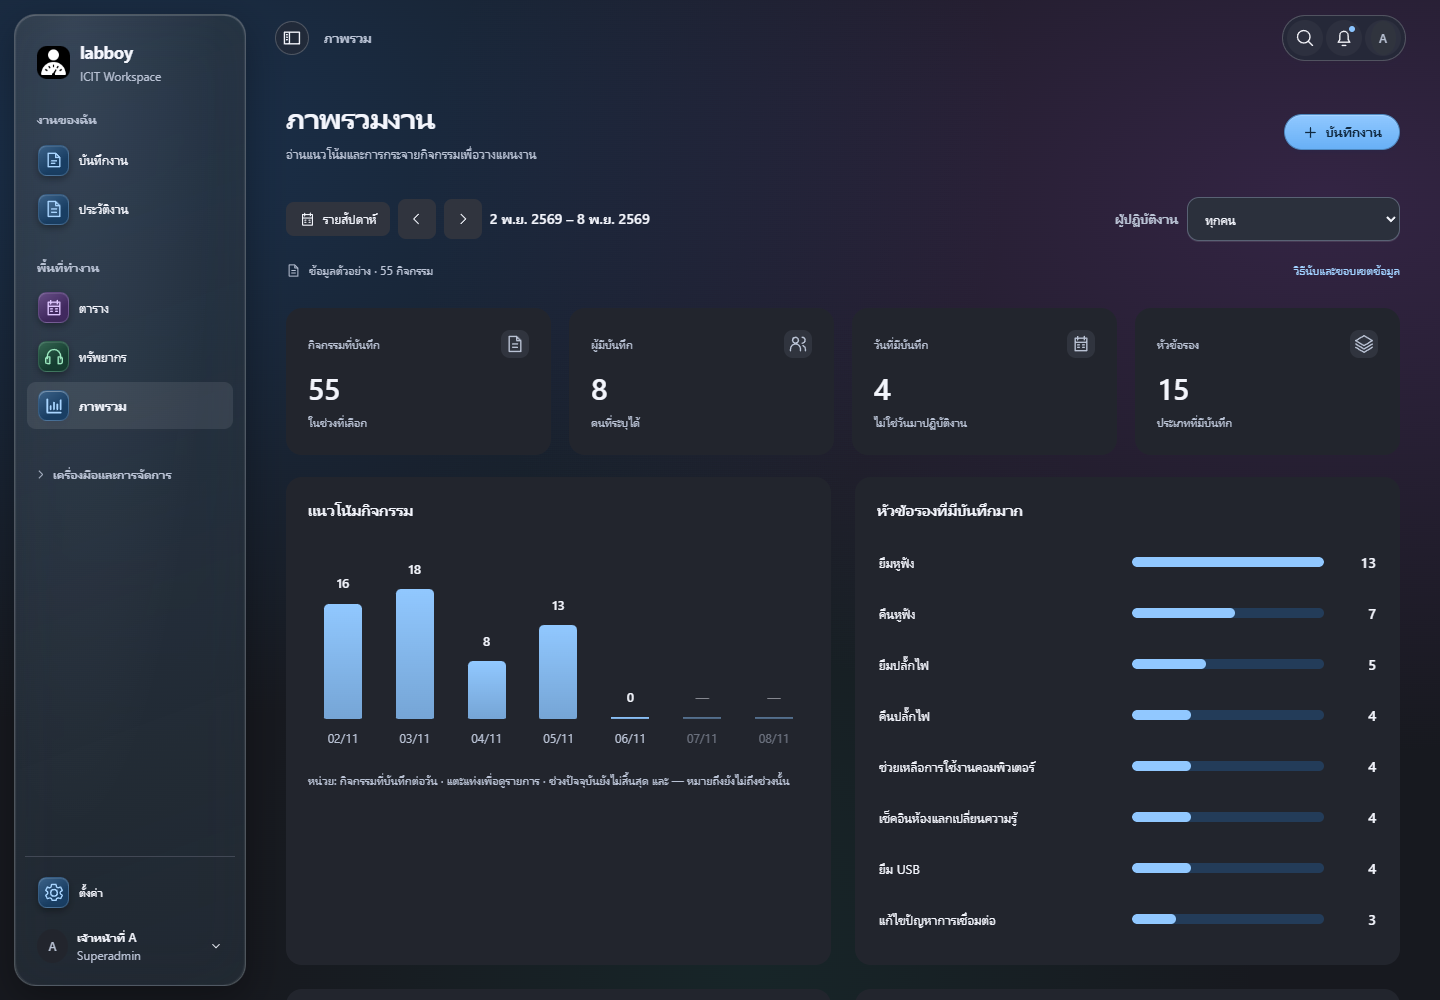 labboy
ICIT Workspace
งานของฉัน
บันทึกงาน
ประวัติงาน
พื้นที่ทำงาน
ตาราง
ทรัพยากร
ภาพรวม
เครื่องมือและการจัดการ
ตั้งค่า
A
เจ้าหน้าที่ A
Superadmin
ภาพรวม
A
ภาพรวมงาน
อ่านแนวโน้มและการกระจายกิจกรรมเพื่อวางแผนงาน
บันทึกงาน
รายสัปดาห์
2 พ.ย. 2569 – 8 พ.ย. 2569
ผู้ปฏิบัติงาน
ทุกคน
ข้อมูลตัวอย่าง · 55 กิจกรรม
วิธีนับและขอบเขตข้อมูล
กิจกรรมที่บันทึก
55
ในช่วงที่เลือก
ผู้มีบันทึก
8
คนที่ระบุได้
วันที่มีบันทึก
4
ไม่ใช่วันมาปฏิบัติงาน
หัวข้อรอง
15
ประเภทที่มีบันทึก
แนวโน้มกิจกรรม
16 18 8 13 0 — —
02/11 03/11 04/11 05/11 06/11 07/11 08/11
หน่วย: กิจกรรมที่บันทึกต่อวัน · แตะแท่งเพื่อดูรายการ · ช่วงปัจจุบันยังไม่สิ้นสุด และ — หมายถึงยังไม่ถึงช่วงนั้น
หัวข้อรองที่มีบันทึกมาก
ยืมหูฟัง 13
คืนหูฟัง 7
ยืมปลั๊กไฟ 5
คืนปลั๊กไฟ 4
ช่วยเหลือการใช้งานคอมพิวเตอร์ 4
เช็คอินห้องแลกเปลี่ยนความรู้ 4
ยืม USB 4
แก้ไขปัญหาการเชื่อมต่อ 3